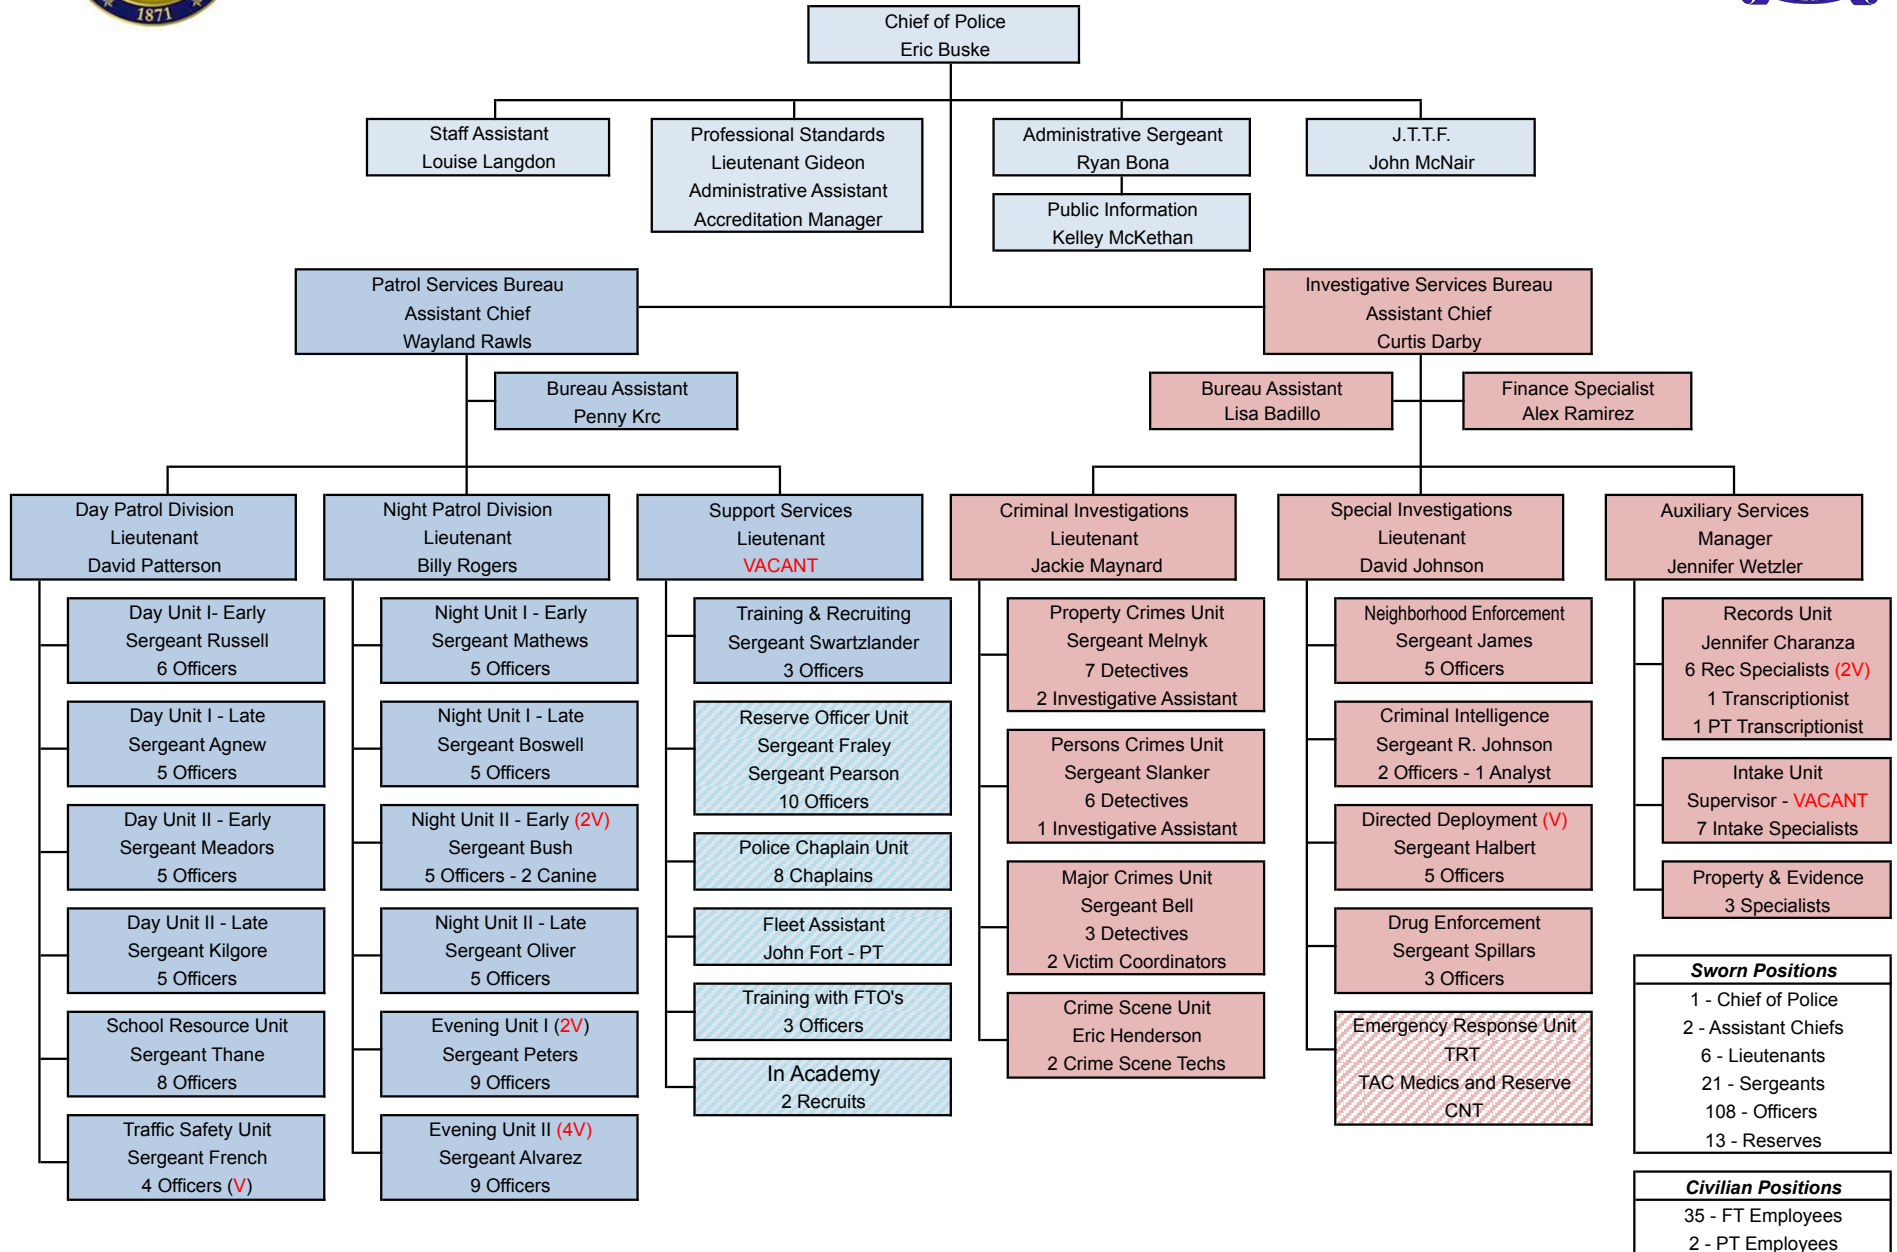 1871
Chief of Police
Eric Buske
Staff Assistant
Louise Langdon
Professional Standards
Lieutenant Gideon
Administrative Assistant
Accreditation Manager
Administrative Sergeant
Ryan Bona
J.T.T.F.
John McNair
Public Information
Kelley McKethan
Patrol Services Bureau
Assistant Chief
Wayland Rawls
Investigative Services Bureau
Assistant Chief
Curtis Darby
Bureau Assistant
Penny Krc
Bureau Assistant
Lisa Badillo
Finance Specialist
Alex Ramirez
Day Patrol Division
Lieutenant
David Patterson
Day Unit I- Early
Sergeant Russell
6 Officers
Day Unit I - Late
Sergeant Agnew
5 Officers
Day Unit II - Early
Sergeant Meadors
5 Officers
Day Unit II - Late
Sergeant Kilgore
5 Officers
School Resource Unit
Sergeant Thane
8 Officers
Traffic Safety Unit
Sergeant French
4 Officers (V)
Night Patrol Division
Lieutenant
Billy Rogers
Night Unit I - Early
Sergeant Mathews
5 Officers
Night Unit I - Late
Sergeant Boswell
5 Officers
Night Unit II - Early (2V)
Sergeant Bush
5 Officers - 2 Canine
Night Unit II - Late
Sergeant Oliver
5 Officers
Evening Unit I (2V)
Sergeant Peters
9 Officers
Evening Unit II (4V)
Sergeant Alvarez
9 Officers
Support Services
Lieutenant
VACANT
Training & Recruiting
Sergeant Swartzlander
3 Officers
Reserve Officer Unit
Sergeant Fraley
Sergeant Pearson
10 Officers
Police Chaplain Unit
8 Chaplains
Fleet Assistant
John Fort - PT
Training with FTO's
3 Officers
In Academy
2 Recruits
Criminal Investigations
Lieutenant
Jackie Maynard
Property Crimes Unit
Sergeant Melnyk
7 Detectives
2 Investigative Assistant
Persons Crimes Unit
Sergeant Slanker
6 Detectives
1 Investigative Assistant
Major Crimes Unit
Sergeant Bell
3 Detectives
2 Victim Coordinators
Crime Scene Unit
Eric Henderson
2 Crime Scene Techs
Special Investigations
Lieutenant
David Johnson
Neighborhood Enforcement
Sergeant James
5 Officers
Criminal Intelligence
Sergeant R. Johnson
2 Officers - 1 Analyst
Directed Deployment (V)
Sergeant Halbert
5 Officers
Drug Enforcement
Sergeant Spillars
3 Officers
Emergency Response Unit
TRT
TAC Medics and Reserve
CNT
Auxiliary Services
Manager
Jennifer Wetzler
Records Unit
Jennifer Charanza
6 Rec Specialists (2V)
1 Transcriptionist
1 PT Transcriptionist
Intake Unit
Supervisor - VACANT
7 Intake Specialists
Property & Evidence
3 Specialists
Sworn Positions
1 - Chief of Police
2 - Assistant Chiefs
6 - Lieutenants
21 - Sergeants
108 - Officers
13 - Reserves
Civilian Positions
35 - FT Employees
2 - PT Employees